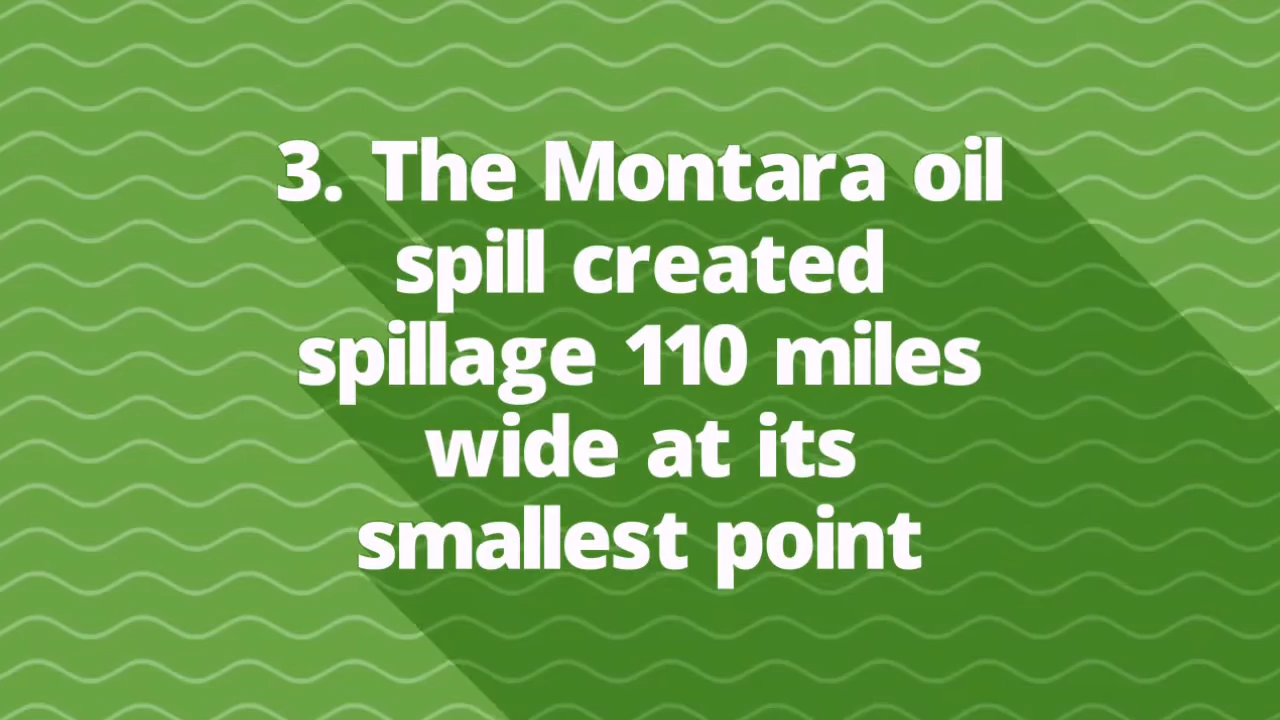 3. The Montara oil
spill created
spillage 110 miles
wide at its
smallest point